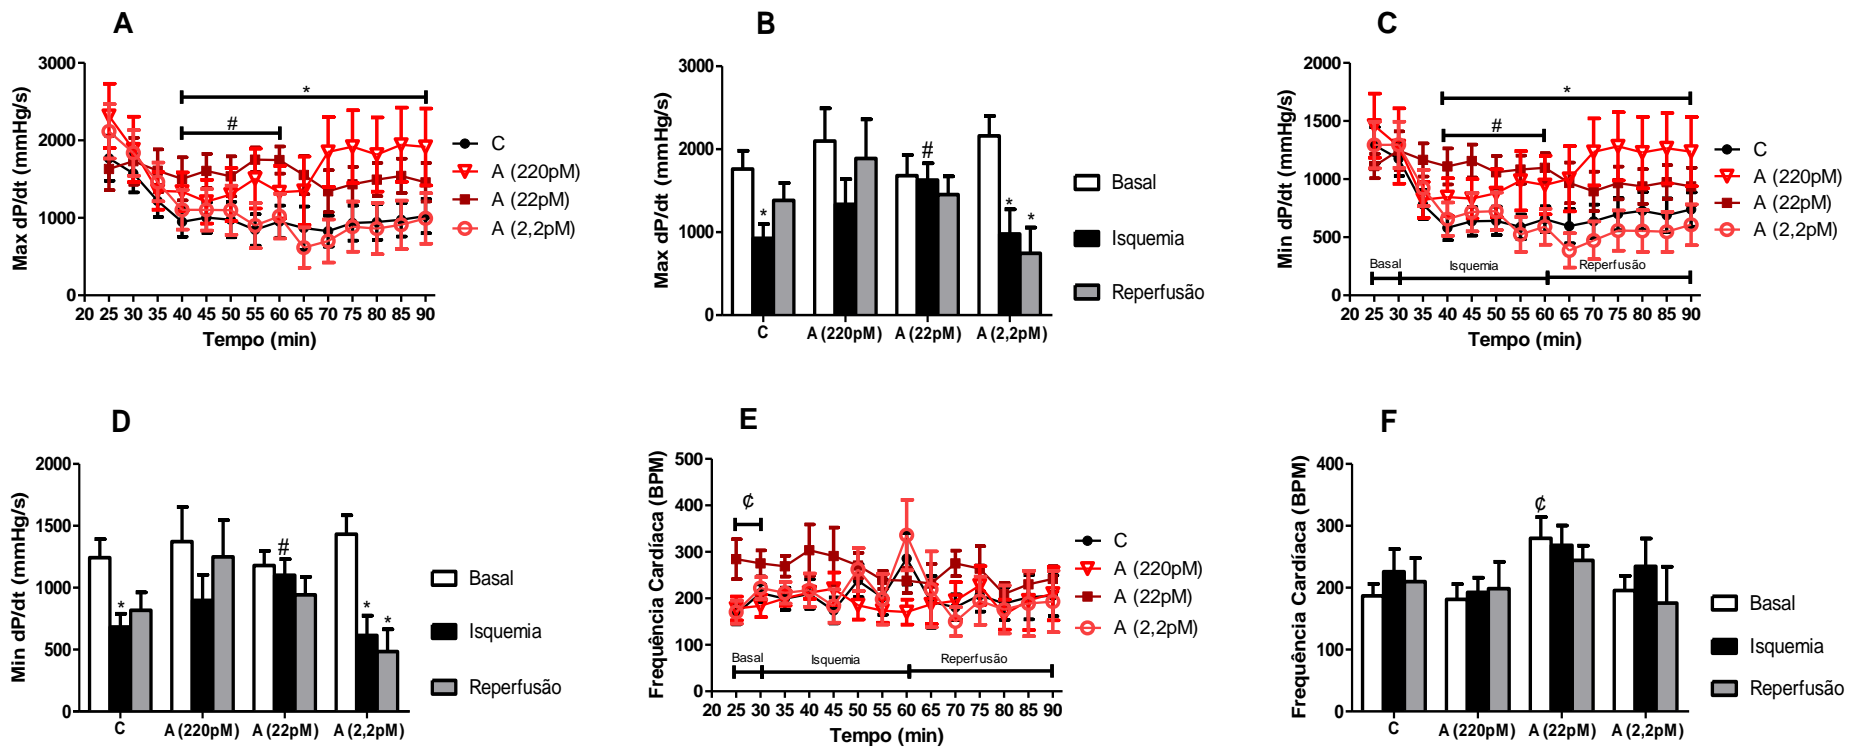 A
Max dP/dt (mmHg/s)
3000
2000
1000
0
*
#
20 25 30 35 40 45 50 55 60 65 70 75 80 85 90
Tempo (min)
C
A (220pM)
A (22pM)
A (2,2pM)
B
Max dP/dt (mmHg/s)
3000
2000
1000
0
*
#
*
*
C A (220pM) A (22pM) A (2,2pM)
Basal
Isquemia
Reperfusão
C
Min dP/dt (mmHg/s)
2000
1500
1000
500
0
*
#
Basal Isquemia Reperfusão
20 25 30 35 40 45 50 55 60 65 70 75 80 85 90
Tempo (min)
C
A (220pM)
A (22pM)
A (2,2pM)
D
Min dP/dt (mmHg/s)
2000
1500
1000
500
0
*
#
*
*
C A (220pM) A (22pM) A (2,2pM)
Basal
Isquemia
Reperfusão
E
Frequência Cardíaca (BPM)
500
400
300
200
100
0
¢
Basal Isquemia Reperfusão
20 25 30 35 40 45 50 55 60 65 70 75 80 85 90
Tempo (min)
C
A (220pM)
A (22pM)
A (2,2pM)
F
Frequência Cardíaca (BPM)
400
300
200
100
0
¢
C A (220pM) A (22pM) A (2,2pM)
Basal
Isquemia
Reperfusão